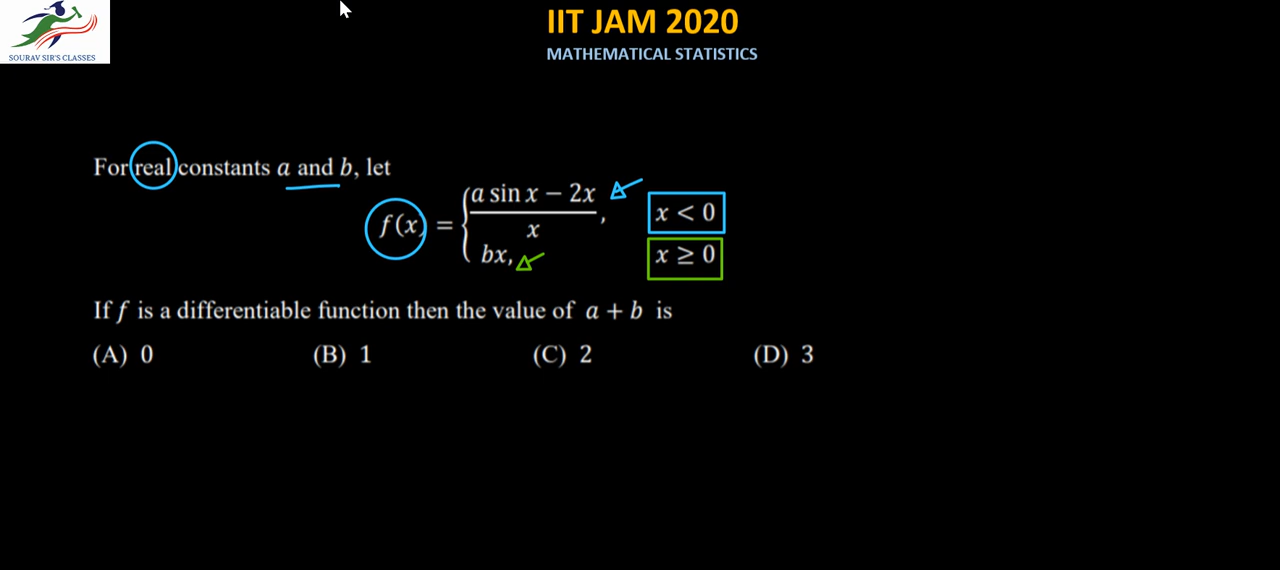 SOURAV SIR'S CLASSES
IIT JAM 2020
MATHEMATICAL STATISTICS
For real constants a and b, let
f(x) = { (a sin x − 2x)/x, x < 0
bx, x ≥ 0
If f is a differentiable function then the value of a + b is
(A) 0 (B) 1 (C) 2 (D) 3